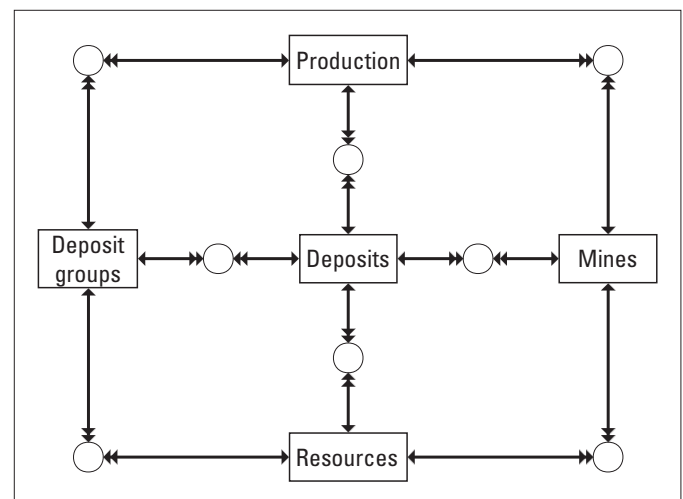 Production
Deposit
groups
Deposits
Mines
Resources